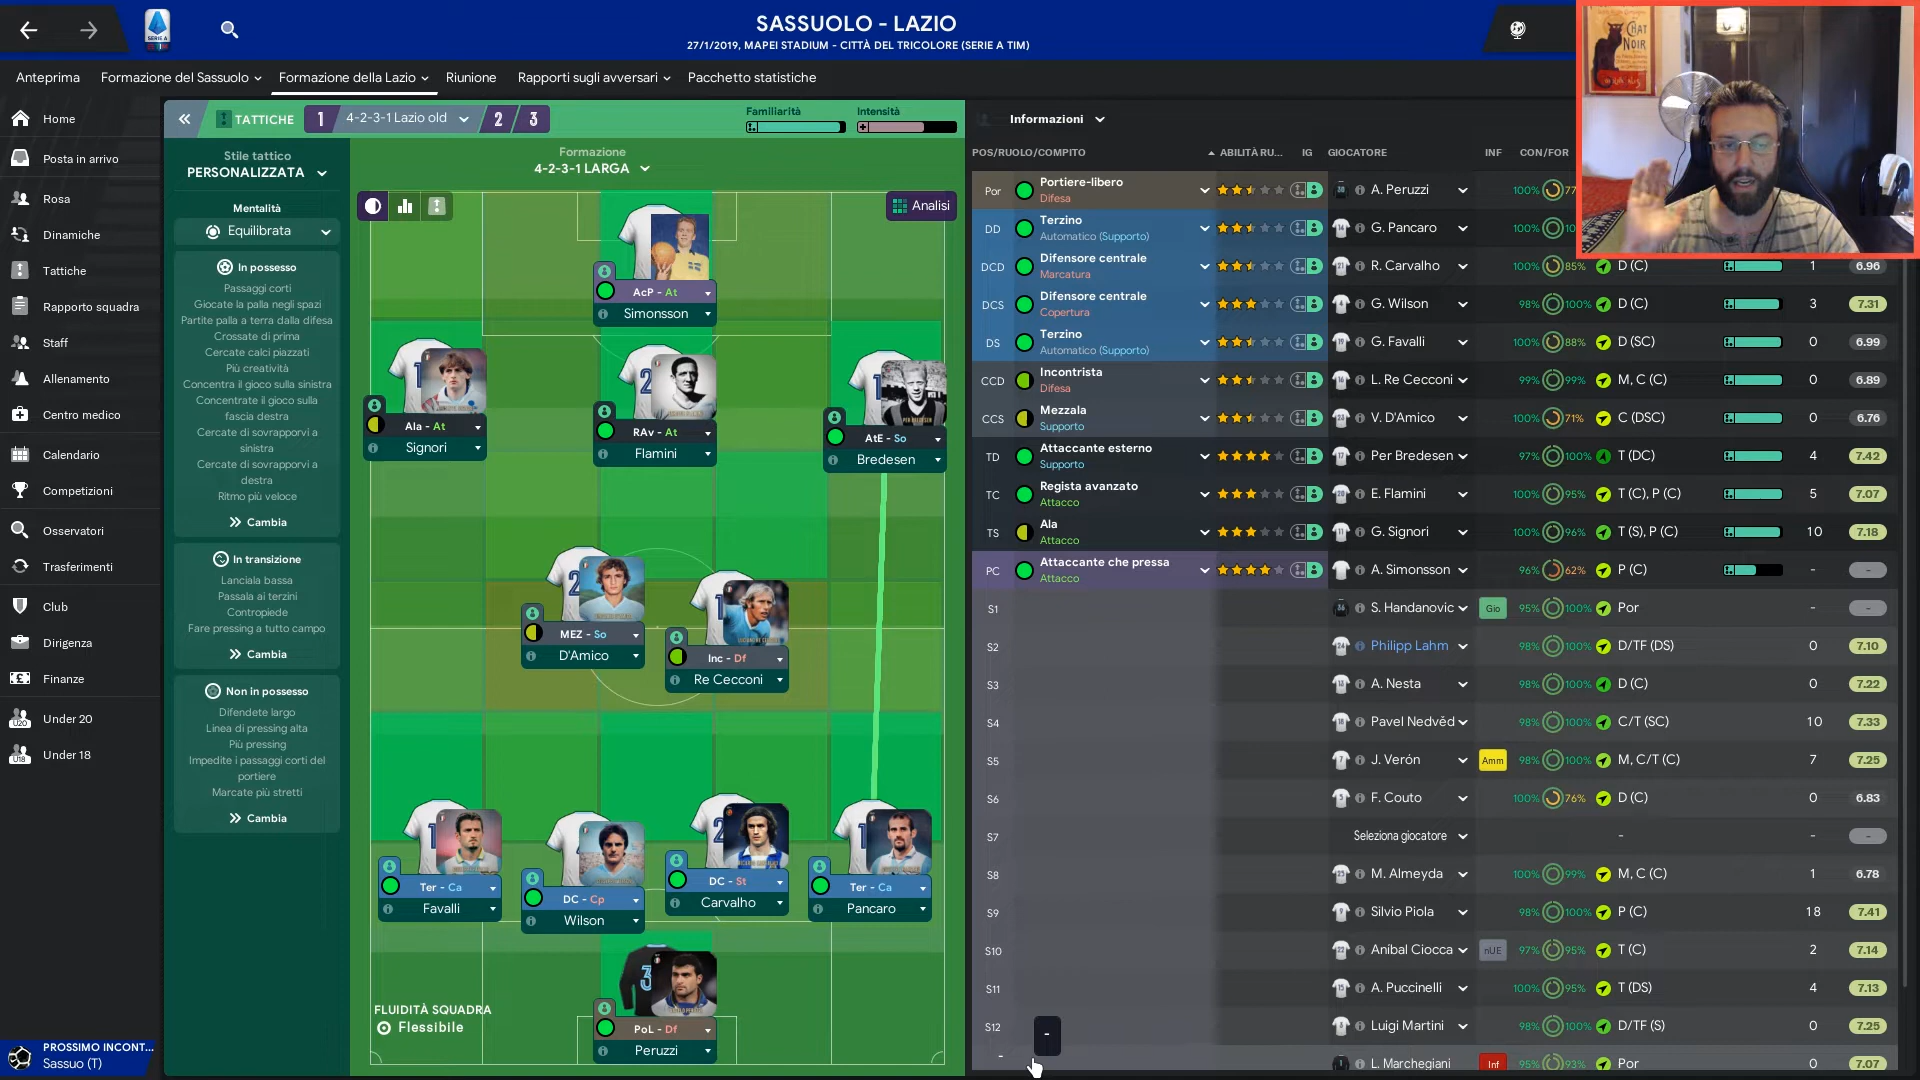 SERIE A
SASSUOLO - LAZIO
27/1/2019, MAPEI STADIUM - CITTÀ DEL TRICOLORE (SERIE A TIM)
CHAT
NOIR
Anteprima
Formazione del Sassuolo
Formazione della Lazio
Riunione
Rapporti sugli avversari
Pacchetto statistiche
Home
Posta in arrivo
Rosa
Dinamiche
Tattiche
Rapporto squadra
Staff
Allenamento
Centro medico
Calendario
Competizioni
Osservatori
Trasferimenti
Club
Dirigenza
Finanze
Under 20
Under 18
PROSSIMO INCONT...
Sassuo (T)
TATTICHE
1
4-2-3-1 Lazio old
2
3
Familiarità
Intensità
Stile tattico
PERSONALIZZATA
Mentalità
Equilibrata
In possesso
Passaggi corti
Giocate la palla negli spazi
Partite palla a terra dalla difesa
Crossate di prima
Cercate calci piazzati
Più creatività
Concentra il gioco sulla sinistra
Concentrate il gioco sulla
fascia destra
Cercate di sovrapporvi a
sinistra
Cercate di sovrapporvi a
destra
Ritmo più veloce
Cambia
In transizione
Lanciala bassa
Passala ai terzini
Contropiede
Fare pressing a tutto campo
Cambia
Non in possesso
Difendete largo
Linea di pressing alta
Più pressing
Impedite i passaggi corti del
portiere
Marcate più stretti
Cambia
Formazione
4-2-3-1 LARGA
Analisi
AcP - At
Simonsson
Ala - At
Signori
RAv - At
Flamini
AtE - So
Bredesen
MEZ - So
D'Amico
Inc - Df
Re Cecconi
Ter - Ca
Favalli
DC - Cp
Wilson
DC - St
Carvalho
Ter - Ca
Pancaro
PoL - Df
Peruzzi
FLUIDITÀ SQUADRA
Flessibile
Informazioni
POS/RUOLO/COMPITO ABILITÀ RU... IG GIOCATORE INF CON/FOR
Por Portiere-libero Difesa A. Peruzzi 100% 77
DD Terzino Automatico (Supporto) G. Pancaro 100% 10
DCD Difensore centrale Marcatura R. Carvalho 100% 85% D (C) 1 6.96
DCS Difensore centrale Copertura G. Wilson 98% 100% D (C) 3 7.31
DS Terzino Automatico (Supporto) G. Favalli 100% 88% D (SC) 0 6.99
CCD Incontrista Difesa L. Re Cecconi 99% 99% M, C (C) 0 6.89
CCS Mezzala Supporto V. D'Amico 100% 71% C (DSC) 0 6.76
TD Attaccante esterno Supporto Per Bredesen 97% 100% T (DC) 4 7.42
TC Regista avanzato Attacco E. Flamini 100% 95% T (C), P (C) 5 7.07
TS Ala Attacco G. Signori 100% 96% T (S), P (C) 10 7.18
PC Attaccante che pressa Attacco A. Simonsson 96% 62% P (C) - -
S1 S. Handanovic Gio 95% 100% Por - -
S2 Philipp Lahm 98% 100% D/TF (DS) 0 7.10
S3 A. Nesta 98% 100% D (C) 0 7.22
S4 Pavel Nedvěd 98% 100% C/T (SC) 10 7.33
S5 J. Verón Amm 98% 100% M, C/T (C) 7 7.25
S6 F. Couto 100% 76% D (C) 0 6.83
S7 Seleziona giocatore - - -
S8 M. Almeyda 100% 99% M, C (C) 1 6.78
S9 Silvio Piola 98% 100% P (C) 18 7.41
S10 Aníbal Ciocca nUE 97% 95% T (C) 2 7.14
S11 A. Puccinelli 100% 95% T (DS) 4 7.13
S12 Luigi Martini 98% 100% D/TF (S) 0 7.25
- L. Marchegiani Inf 95% 93% Por 0 7.07
-